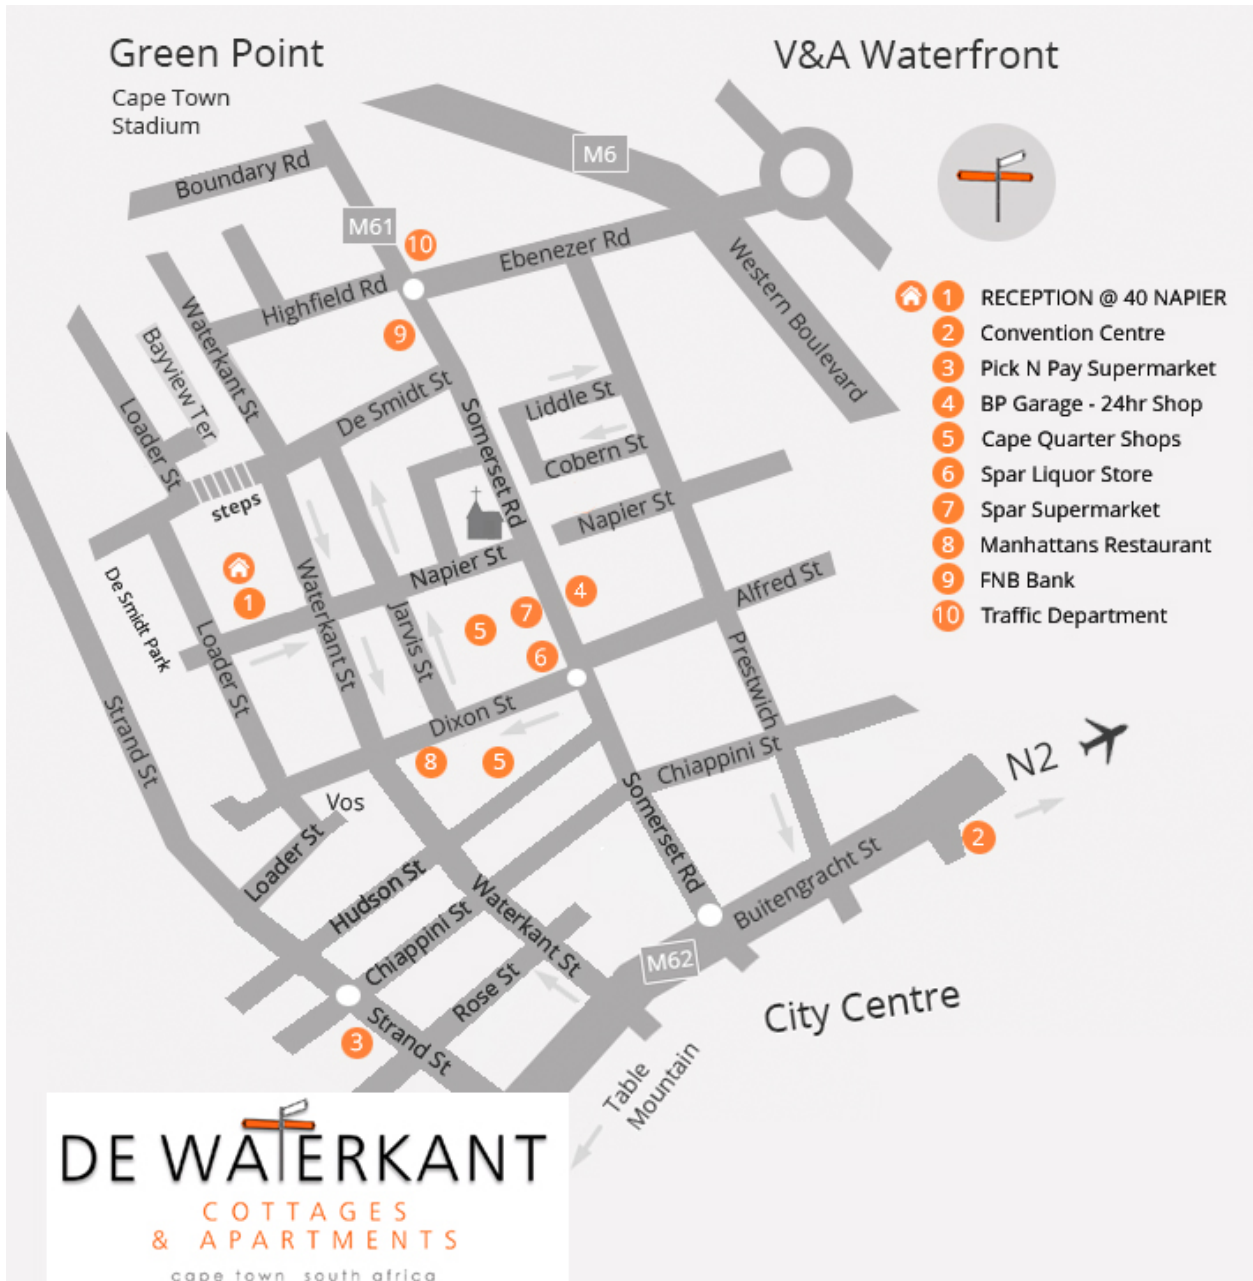 Green Point
Cape Town
Stadium
V&A Waterfront
M6
Boundary Rd
M61
10
Ebenezer Rd
Western Boulevard
Highfield Rd
9
Waterkant St
Bayview Ter
Loader St
De Smidt St
Somerset Rd
Liddle St
Cobern St
Napier St
steps
De Smidt Park
1
Napier St
Waterkant St
Jarvis St
Loader St
4
7
5
6
Alfred St
Prestwich
Dixon St
8
5
Strand St
Chiappini St
Somerset Rd
Vos
Loader St
Hudson St
Chiappini St
Waterkant St
Rose St
Strand St
3
Buitengracht St
M62
N2
2
City Centre
Table
Mountain
1 RECEPTION @ 40 NAPIER
2 Convention Centre
3 Pick N Pay Supermarket
4 BP Garage - 24hr Shop
5 Cape Quarter Shops
6 Spar Liquor Store
7 Spar Supermarket
8 Manhattans Restaurant
9 FNB Bank
10 Traffic Department
DE WATERKANT
COTTAGES
& APARTMENTS
cape town south africa